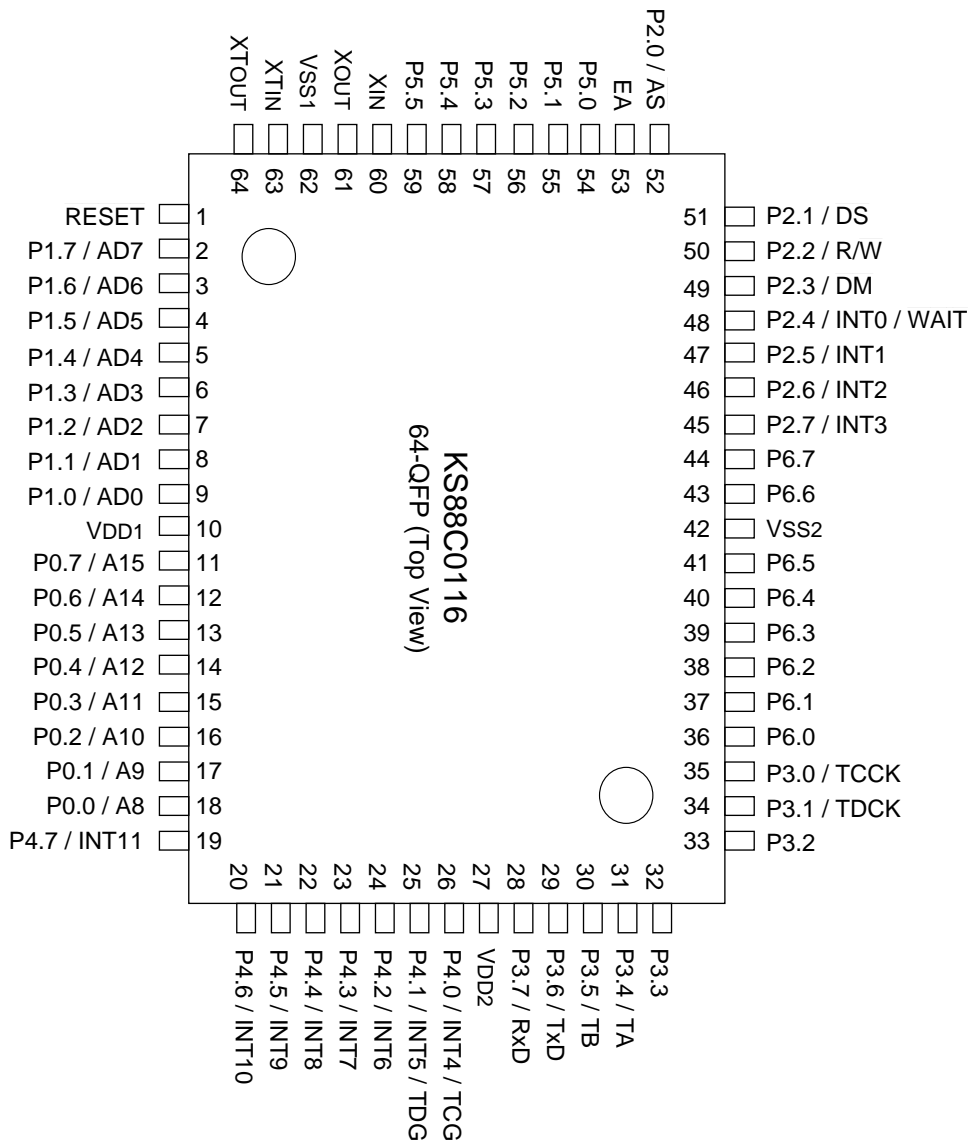 XTOUT
XTIN
VSS1
XOUT
XIN
P5.5
P5.4
P5.3
P5.2
P5.1
P5.0
EA
P2.0 / AS
64
63
62
61
60
59
58
57
56
55
54
53
52
RESET 1
P1.7 / AD7 2
P1.6 / AD6 3
P1.5 / AD5 4
P1.4 / AD4 5
P1.3 / AD3 6
P1.2 / AD2 7
P1.1 / AD1 8
P1.0 / AD0 9
VDD1 10
P0.7 / A15 11
P0.6 / A14 12
P0.5 / A13 13
P0.4 / A12 14
P0.3 / A11 15
P0.2 / A10 16
P0.1 / A9 17
P0.0 / A8 18
P4.7 / INT11 19
KS88C0116
64-QFP (Top View)
51 P2.1 / DS
50 P2.2 / R/W
49 P2.3 / DM
48 P2.4 / INT0 / WAIT
47 P2.5 / INT1
46 P2.6 / INT2
45 P2.7 / INT3
44 P6.7
43 P6.6
42 VSS2
41 P6.5
40 P6.4
39 P6.3
38 P6.2
37 P6.1
36 P6.0
35 P3.0 / TCCK
34 P3.1 / TDCK
33 P3.2
20
21
22
23
24
25
26
27
28
29
30
31
32
P4.6 / INT10
P4.5 / INT9
P4.4 / INT8
P4.3 / INT7
P4.2 / INT6
P4.1 / INT5 / TDG
P4.0 / INT4 / TCG
VDD2
P3.7 / RxD
P3.6 / TxD
P3.5 / TB
P3.4 / TA
P3.3